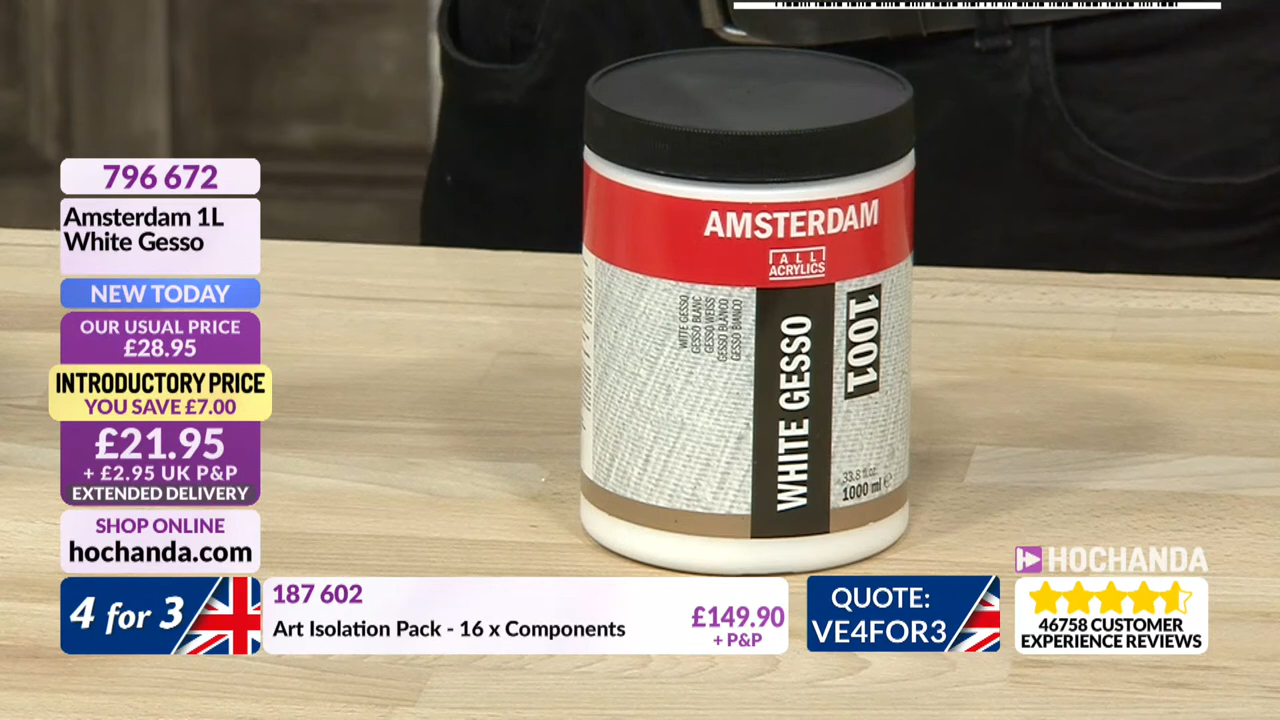 796 672
Amsterdam 1L
White Gesso
NEW TODAY
OUR USUAL PRICE
£28.95
INTRODUCTORY PRICE
YOU SAVE £7.00
£21.95
+ £2.95 UK P&P
EXTENDED DELIVERY
SHOP ONLINE
hochanda.com
AMSTERDAM
ALL
ACRYLICS
WITTE GESSO
GESSO BLANC
GESSO WEISS
GESSO BLANCO
GESSO BIANCO
WHITE GESSO
1001
33.8 fl.oz.
1000 ml e
4 for 3
187 602
Art Isolation Pack - 16 x Components
£149.90
+ P&P
QUOTE:
VE4FOR3
HOCHANDA
46758 CUSTOMER
EXPERIENCE REVIEWS